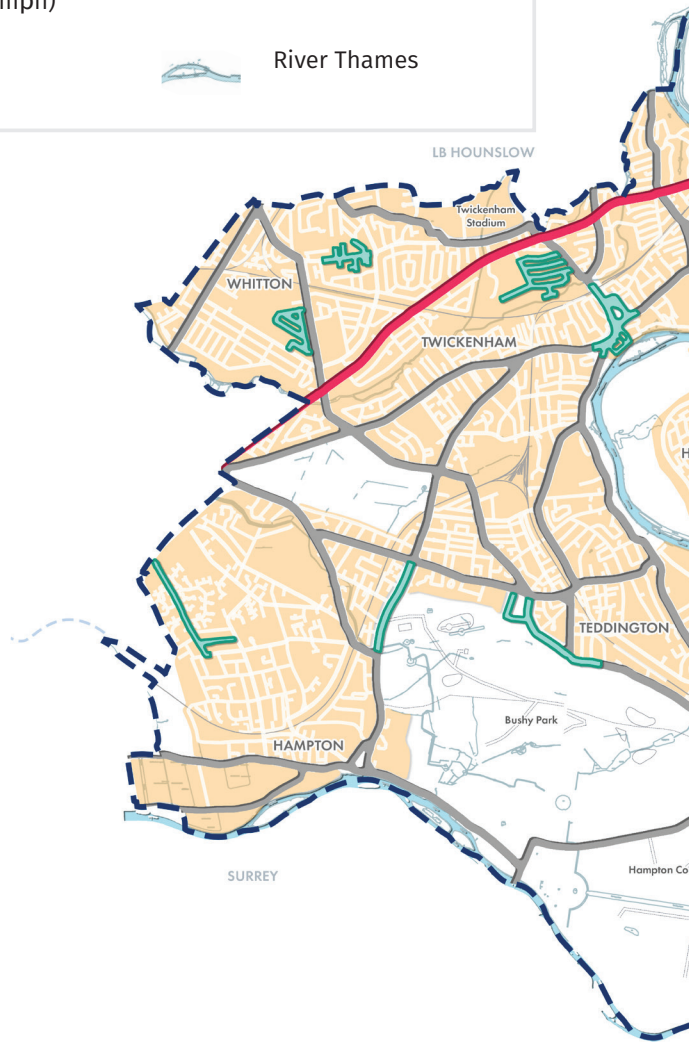 mph)
River Thames
LB HOUNSLOW
Twickenham
Stadium
WHITTON
TWICKENHAM
H
TEDDINGTON
Bushy Park
HAMPTON
Hampton Co
SURREY